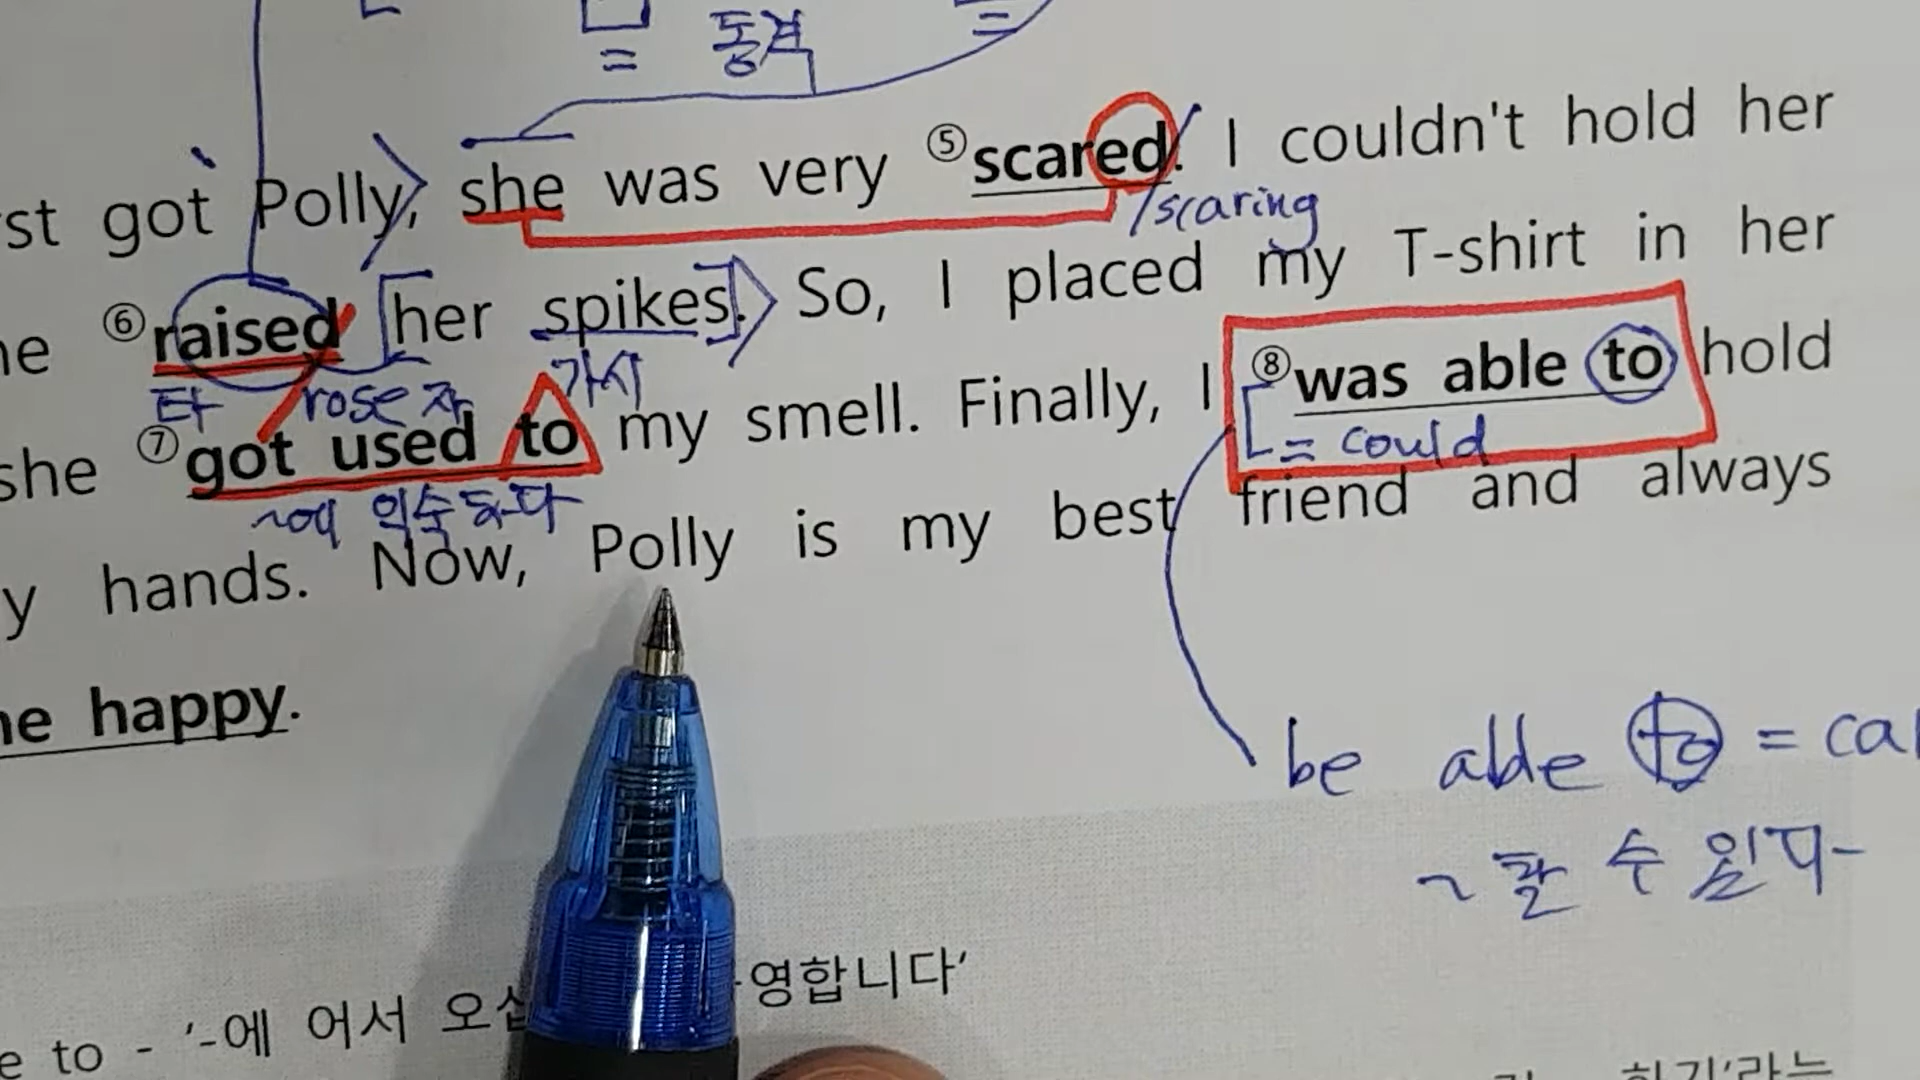 = 동격 =
st got Polly, she was very ⑤scared. I couldn't hold her
/scaring
⑥raised her spikes. So, I placed my T-shirt in her
타 rose 자 가시
she ⑦got used to my smell. Finally, I ⑧was able to hold
= could
~에 익숙되다
y hands. Now, Polly is my best friend and always
me happy.
be able to = ca
~할 수 있다
영합니다'
e to - '-에 어서 오십